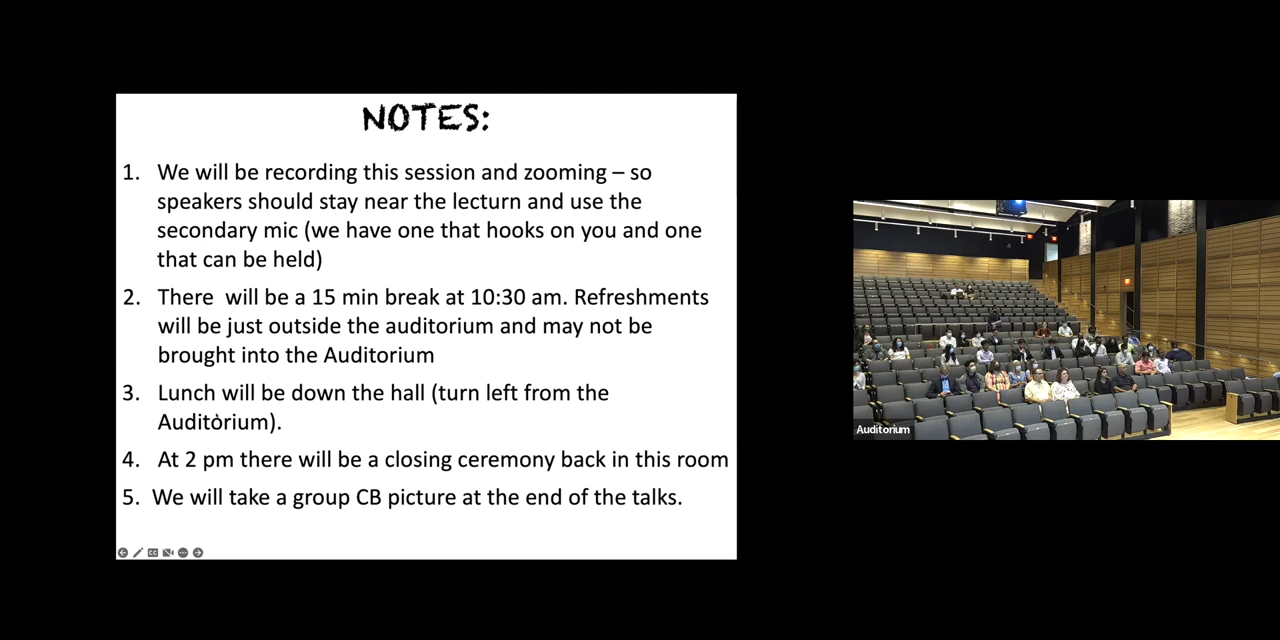 NOTES:
1. We will be recording this session and zooming – so
speakers should stay near the lecturn and use the
secondary mic (we have one that hooks on you and one
that can be held)
2. There  will be a 15 min break at 10:30 am. Refreshments
will be just outside the auditorium and may not be
brought into the Auditorium
3. Lunch will be down the hall (turn left from the
Auditorium).
4. At 2 pm there will be a closing ceremony back in this room
5. We will take a group CB picture at the end of the talks.
Auditorium